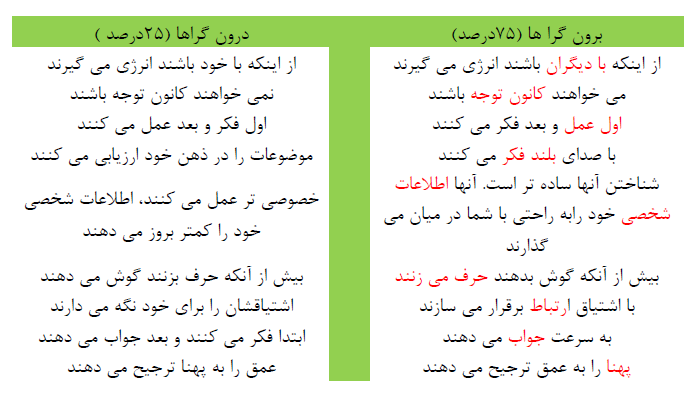 برون گرا ها (۷۵درصد)
از اینکه با دیگران باشند انرژی می گیرند
می خواهند کانون توجه باشند
اول عمل و بعد فکر می کنند
با صدای بلند فکر می کنند
شناختن آنها ساده تر است. آنها اطلاعات
شخصی خود رابه راحتی با شما در میان می
گذارند
بیش از آنکه گوش بدهند حرف می زنند
با اشتیاق ارتباط برقرار می سازند
به سرعت جواب می دهند
پهنا را به عمق ترجیح می دهند
درون گراها (۲۵درصد )
از اینکه با خود باشند انرژی می گیرند
نمی خواهند کانون توجه باشند
اول فکر و بعد عمل می کنند
موضوعات را در ذهن خود ارزیابی می کنند
خصوصی تر عمل می کنند، اطلاعات شخصی
خود را کمتر بروز می دهند
بیش از آنکه حرف بزنند گوش می دهند
اشتیاقشان را برای خود نگه می دارند
ابتدا فکر می کنند و بعد جواب می دهند
عمق را به پهنا ترجیح می دهند